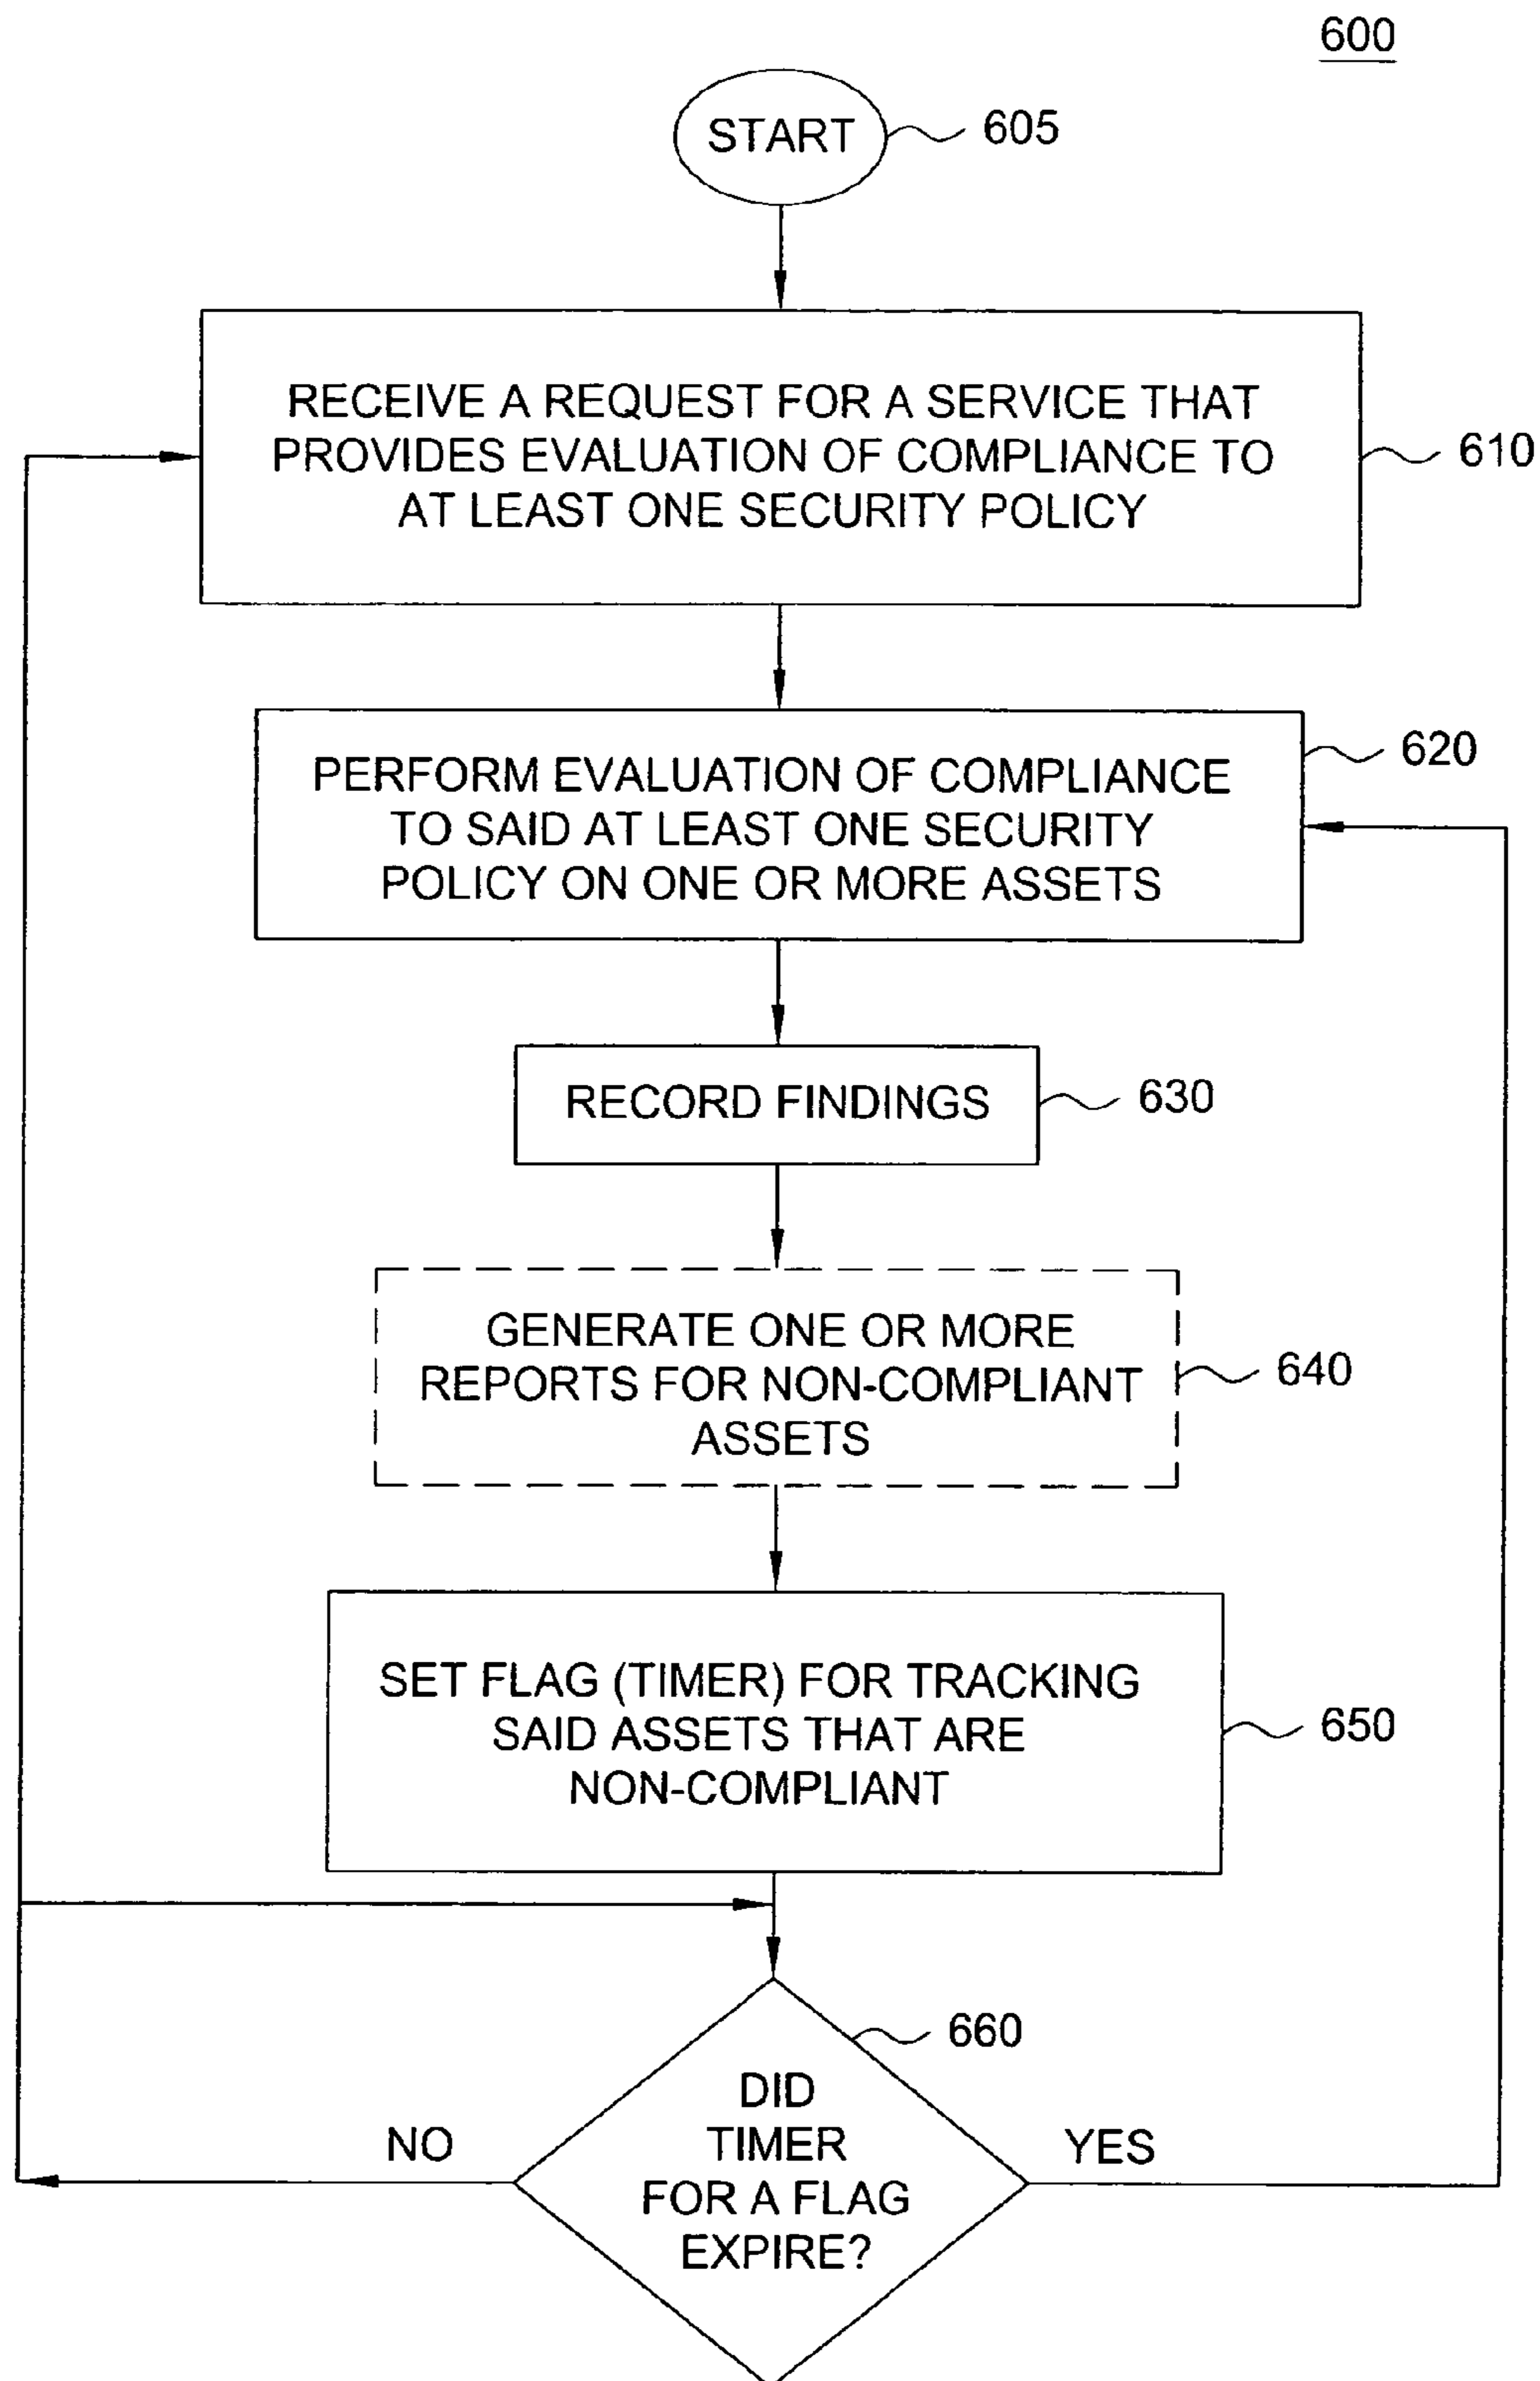 600
START
605
RECEIVE A REQUEST FOR A SERVICE THAT
PROVIDES EVALUATION OF COMPLIANCE TO
AT LEAST ONE SECURITY POLICY
610
PERFORM EVALUATION OF COMPLIANCE
TO SAID AT LEAST ONE SECURITY
POLICY ON ONE OR MORE ASSETS
620
RECORD FINDINGS
630
GENERATE ONE OR MORE
REPORTS FOR NON-COMPLIANT
ASSETS
640
SET FLAG (TIMER) FOR TRACKING
SAID ASSETS THAT ARE
NON-COMPLIANT
650
660
DID
TIMER
FOR A FLAG
EXPIRE?
NO
YES